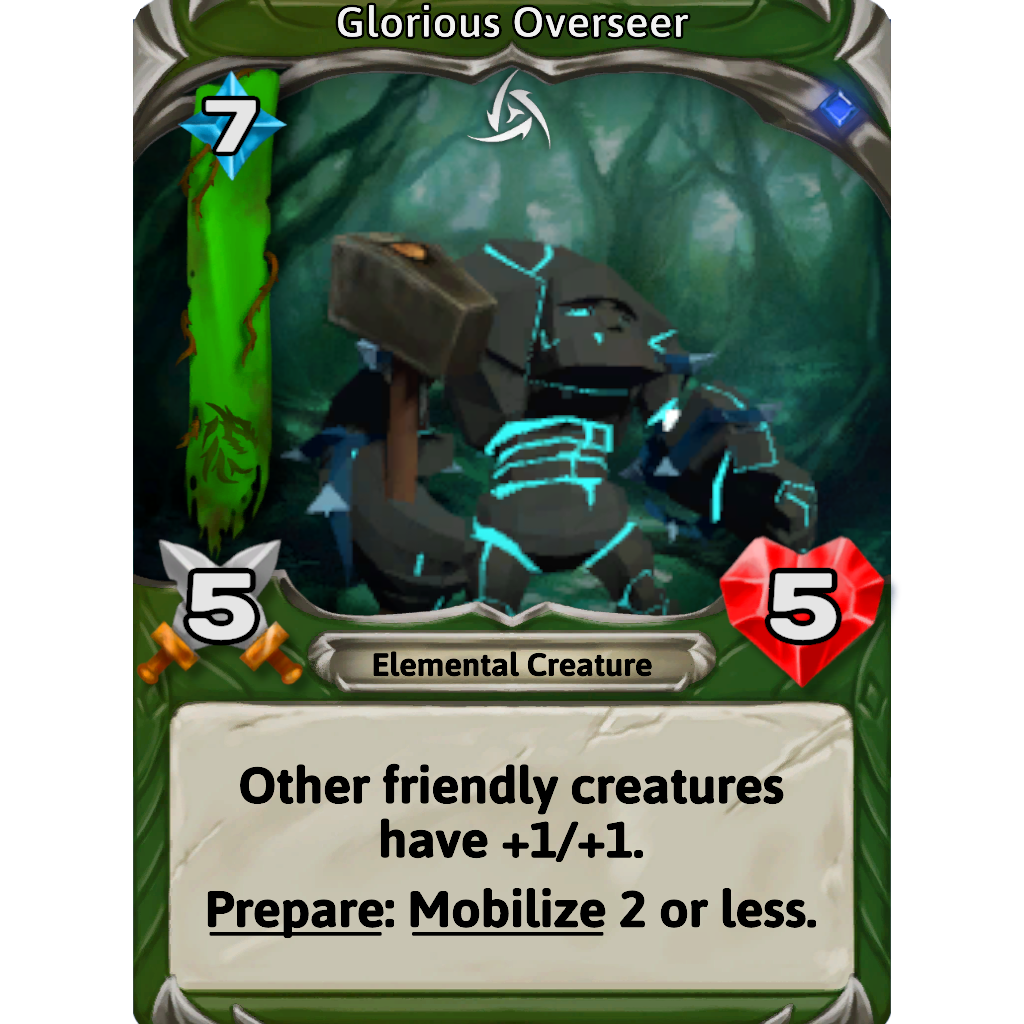 Glorious Overseer
7
5
5
Elemental Creature
Other friendly creatures
have +1/+1.
Prepare: Mobilize 2 or less.